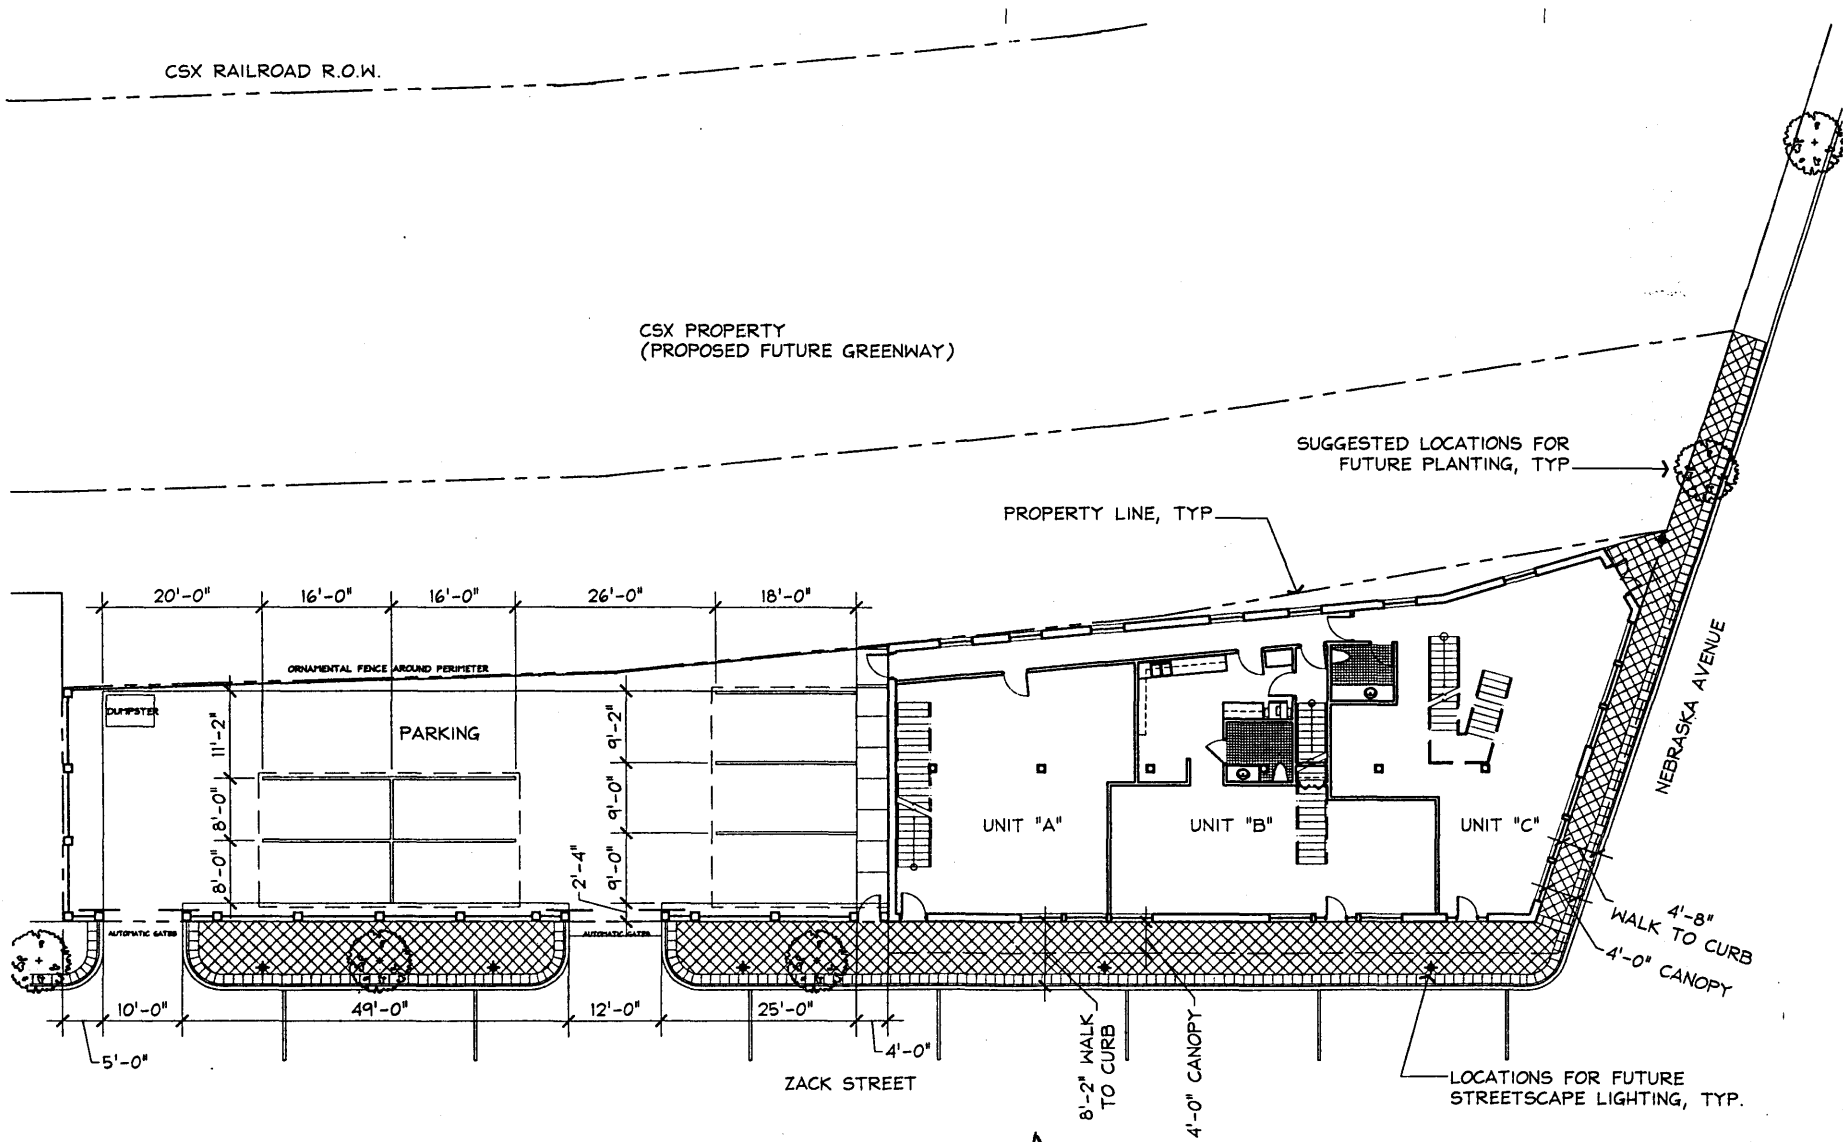 CSX RAILROAD R.O.W.
CSX PROPERTY
(PROPOSED FUTURE GREENWAY)
SUGGESTED LOCATIONS FOR
FUTURE PLANTING, TYP
PROPERTY LINE, TYP
20'-0"
16'-0"
16'-0"
26'-0"
18'-0"
ORNAMENTAL FENCE AROUND PERIMETER
DUMPSTER
PARKING
11'-2"
8'-0"
8'-0"
9'-2"
9'-0"
9'-0"
2'-4"
UNIT "A"
UNIT "B"
UNIT "C"
NEBRASKA AVENUE
AUTOMATIC GATES
AUTOMATIC GATES
4'-8"
WALK TO CURB
4'-0" CANOPY
10'-0"
49'-0"
12'-0"
25'-0"
5'-0"
4'-0"
8'-2" WALK
TO CURB
4'-0" CANOPY
ZACK STREET
LOCATIONS FOR FUTURE
STREETSCAPE LIGHTING, TYP.